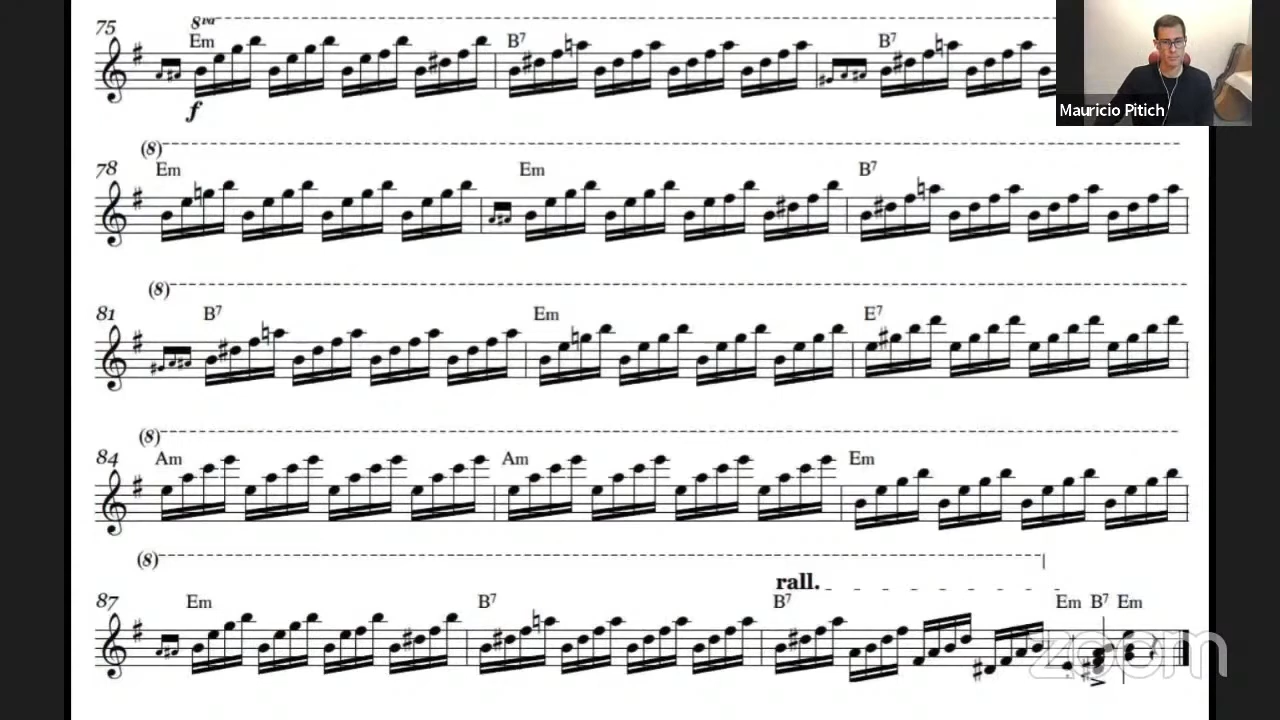 75 8va Em B7 B7
f
Mauricio Pitich
(8)
78 Em Em B7
(8)
81 B7 Em E7
(8)
84 Am Am Em
(8)
rall.
87 Em B7 B7 Em B7 Em
zoom